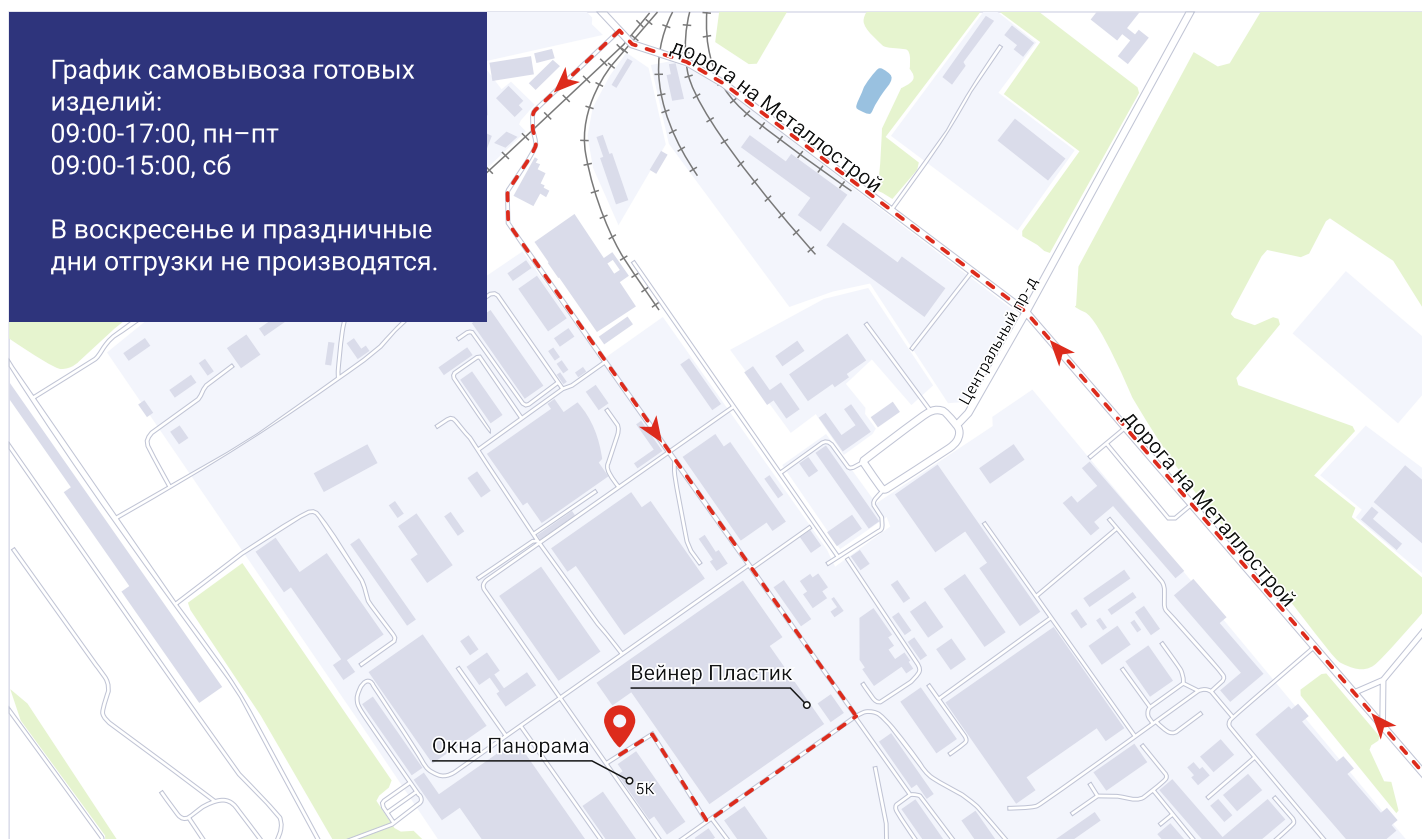 График самовывоза готовых
изделий:
09:00-17:00, пн–пт
09:00-15:00, сб
В воскресенье и праздничные
дни отгрузки не производятся.
дорога на Металлострой
Центральный пр-д
дорога на Металлострой
Вейнер Пластик
Окна Панорама
5К